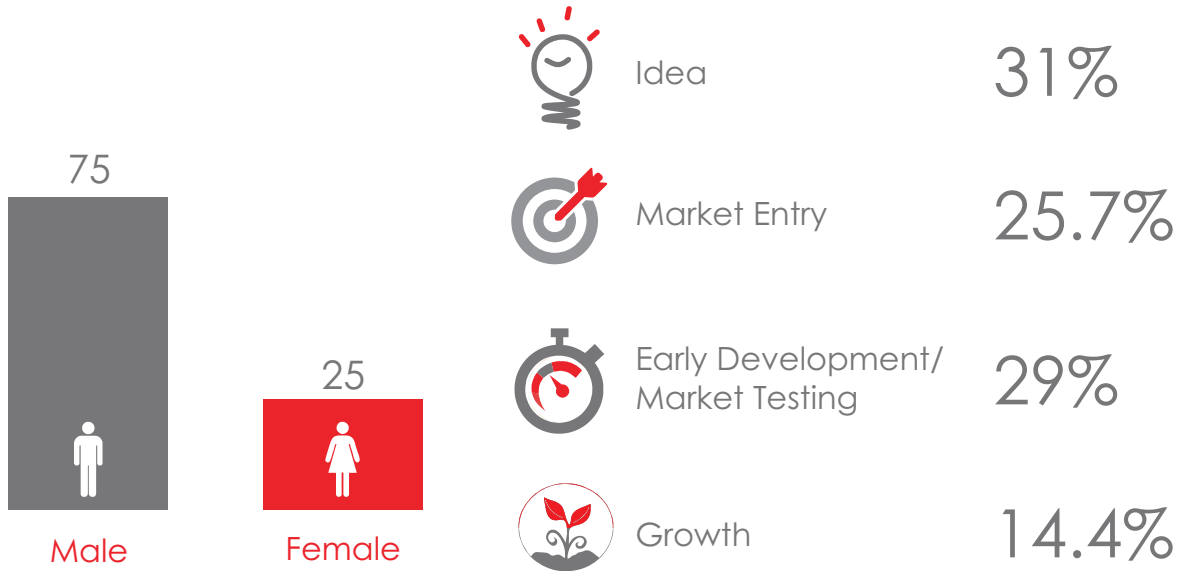 75
Male
25
Female
Idea
31%
Market Entry
25.7%
Early Development/
Market Testing
29%
Growth
14.4%